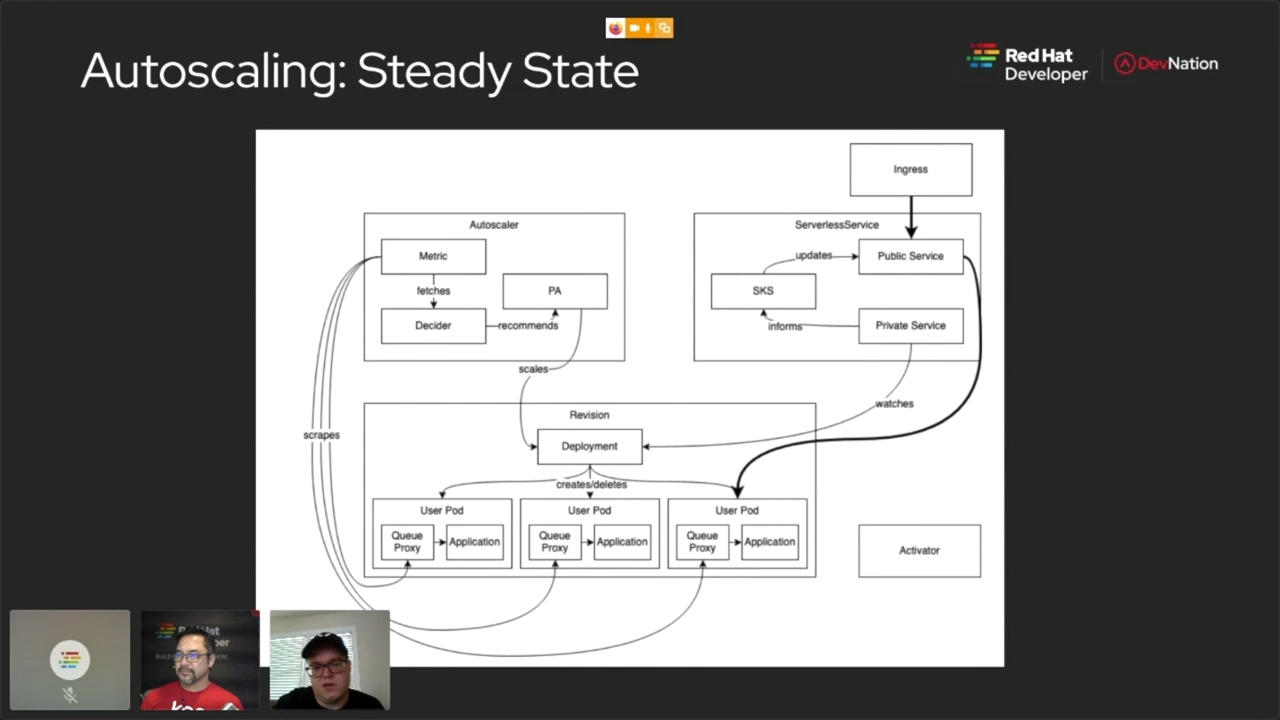 Autoscaling: Steady State
Red Hat
Developer
DevNation
Ingress
Autoscaler
ServerlessService
Metric
updates
Public Service
fetches
PA
SKS
Decider
recommends
informs
Private Service
scales
watches
Revision
scrapes
Deployment
creates/deletes
User Pod
User Pod
User Pod
Queue
Proxy
Application
Queue
Proxy
Application
Queue
Proxy
Application
Activator